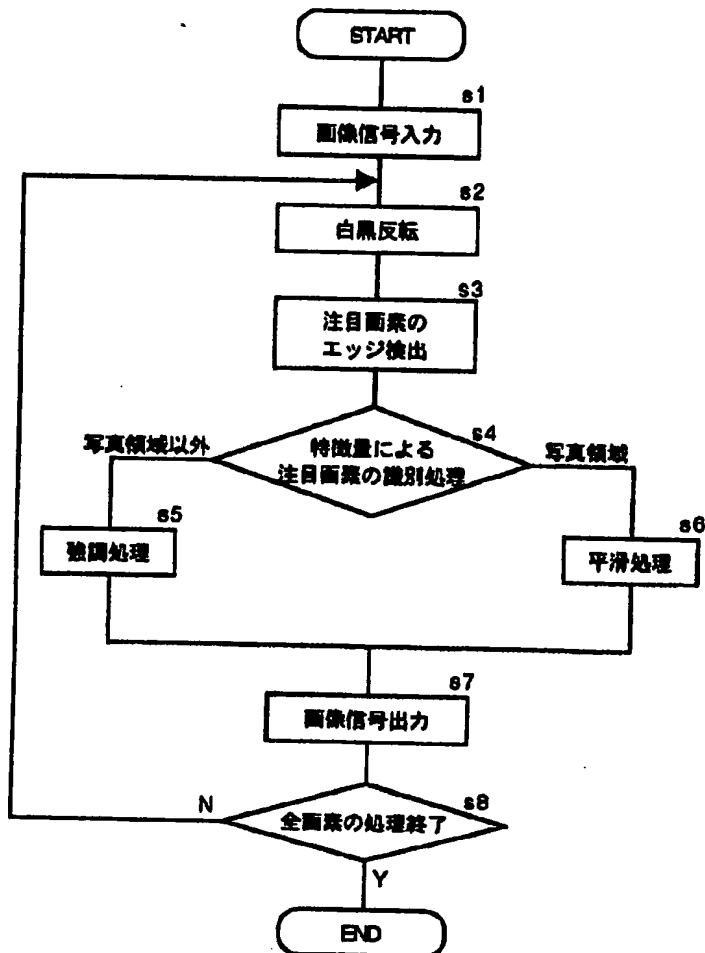 START
s1
画像信号入力
s2
白黒反転
s3
注目画素の
エッジ検出
s4
特徴量による
注目画素の識別処理
写真領域以外
写真領域
s5
強調処理
s6
平滑処理
s7
画像信号出力
s8
全画素の処理終了
N
Y
END